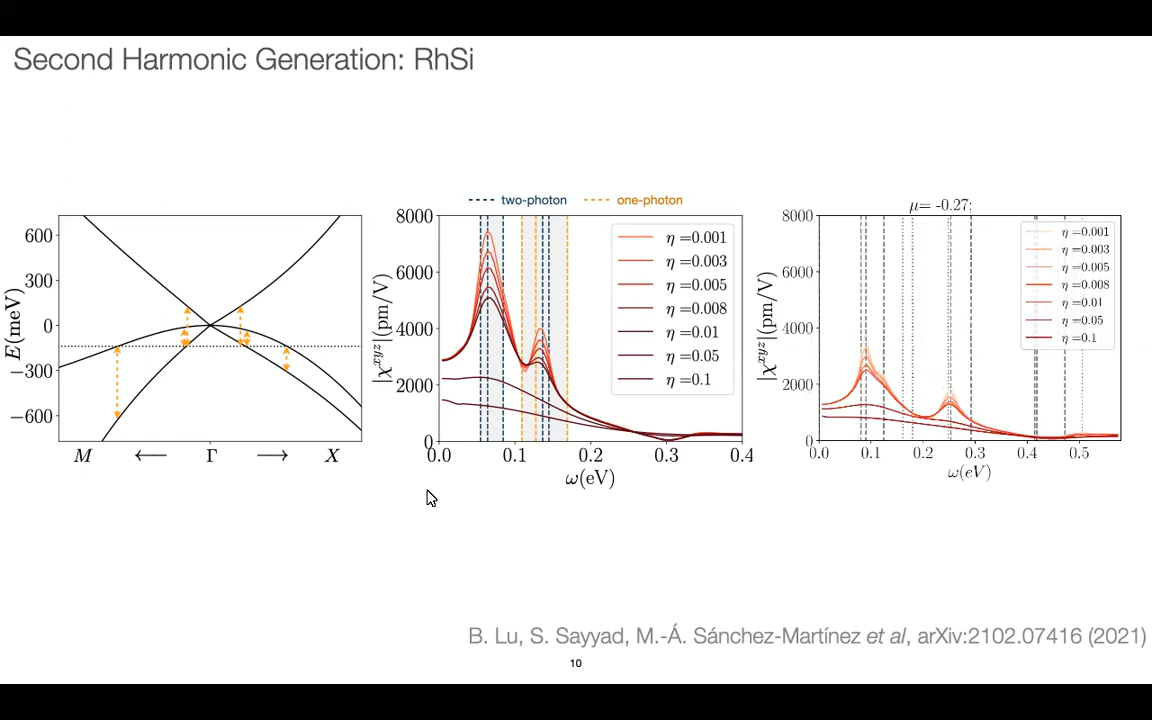 Second Harmonic Generation: RhSi
E(meV)
600
300
0
−300
−600
M ← Γ → X
two-photon one-photon
|χ^xyz|(pm/V)
8000
6000
4000
2000
0
η =0.001
η =0.003
η =0.005
η =0.008
η =0.01
η =0.05
η =0.1
0.0 0.1 0.2 0.3 0.4
ω(eV)
μ= -0.27:
|χ^xyz|(pm/V)
8000
6000
4000
2000
0
η =0.001
η =0.003
η =0.005
η =0.008
η =0.01
η =0.05
η =0.1
0.0 0.1 0.2 0.3 0.4 0.5
ω(eV)
B. Lu, S. Sayyad, M.-Á. Sánchez-Martínez et al, arXiv:2102.07416 (2021)
10